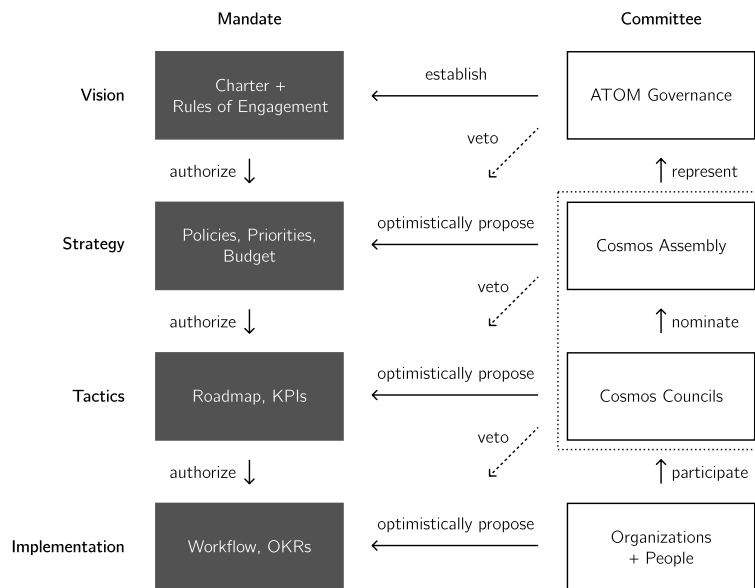 Mandate
Committee
Vision
Charter +
Rules of Engagement
establish
ATOM Governance
veto
authorize
represent
Strategy
Policies, Priorities,
Budget
optimistically propose
Cosmos Assembly
veto
authorize
nominate
Tactics
Roadmap, KPIs
optimistically propose
Cosmos Councils
veto
authorize
participate
Implementation
Workflow, OKRs
optimistically propose
Organizations
+ People